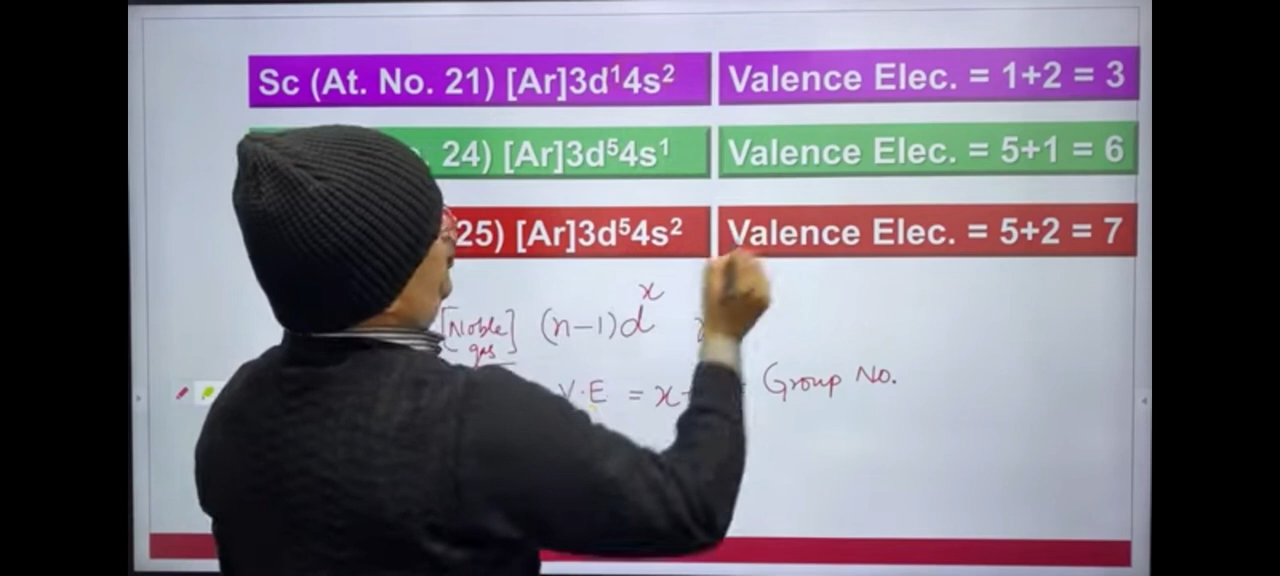 Sc (At. No. 21) [Ar]3d¹4s² Valence Elec. = 1+2 = 3
24) [Ar]3d⁵4s¹ Valence Elec. = 5+1 = 6
25) [Ar]3d⁵4s² Valence Elec. = 5+2 = 7
[Noble gas] (n-1)dˣ
V.E = x+ Group No.